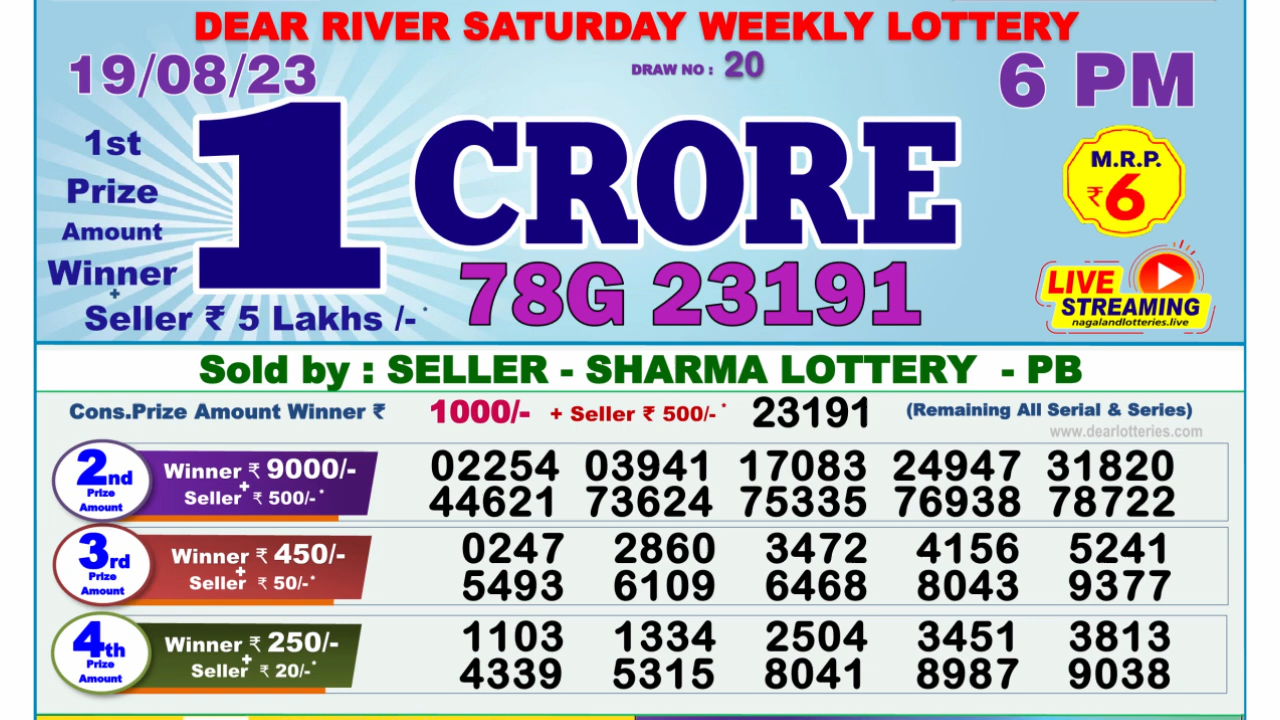 DEAR RIVER SATURDAY WEEKLY LOTTERY
19/08/23
DRAW NO : 20
6 PM
1st
Prize
Amount
Winner
+
Seller ₹ 5 Lakhs /-*
1 CRORE
78G 23191
M.R.P.
₹6
LIVE
STREAMING
nagalandlotteries.live
Sold by : SELLER - SHARMA LOTTERY - PB
Cons.Prize Amount Winner ₹ 1000/- + Seller ₹ 500/-* 23191 (Remaining All Serial & Series)
www.dearlotteries.com
2nd
Prize
Amount
Winner ₹ 9000/-
+
Seller ₹ 500/-*
02254 03941 17083 24947 31820
44621 73624 75335 76938 78722
3rd
Prize
Amount
Winner ₹ 450/-
+
Seller ₹ 50/-*
0247 2860 3472 4156 5241
5493 6109 6468 8043 9377
4th
Prize
Amount
Winner ₹ 250/-
+
Seller ₹ 20/-*
1103 1334 2504 3451 3813
4339 5315 8041 8987 9038